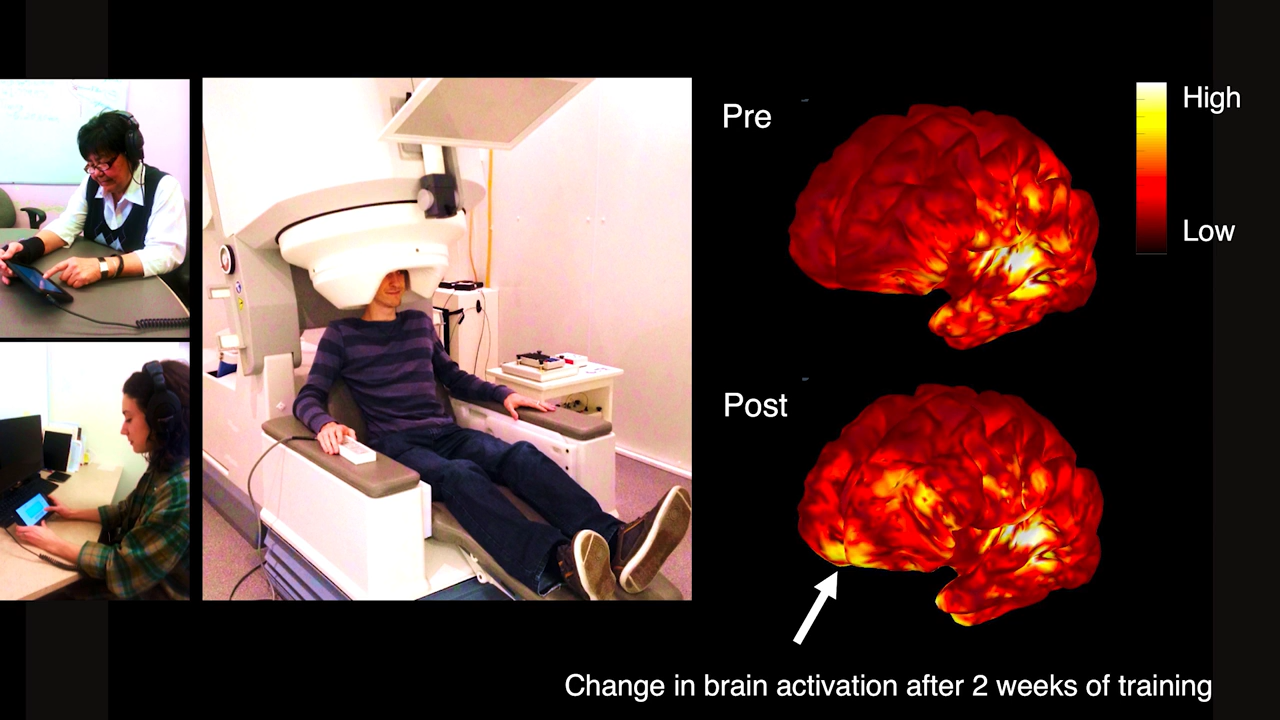 Pre
High
Low
Post
Change in brain activation after 2 weeks of training